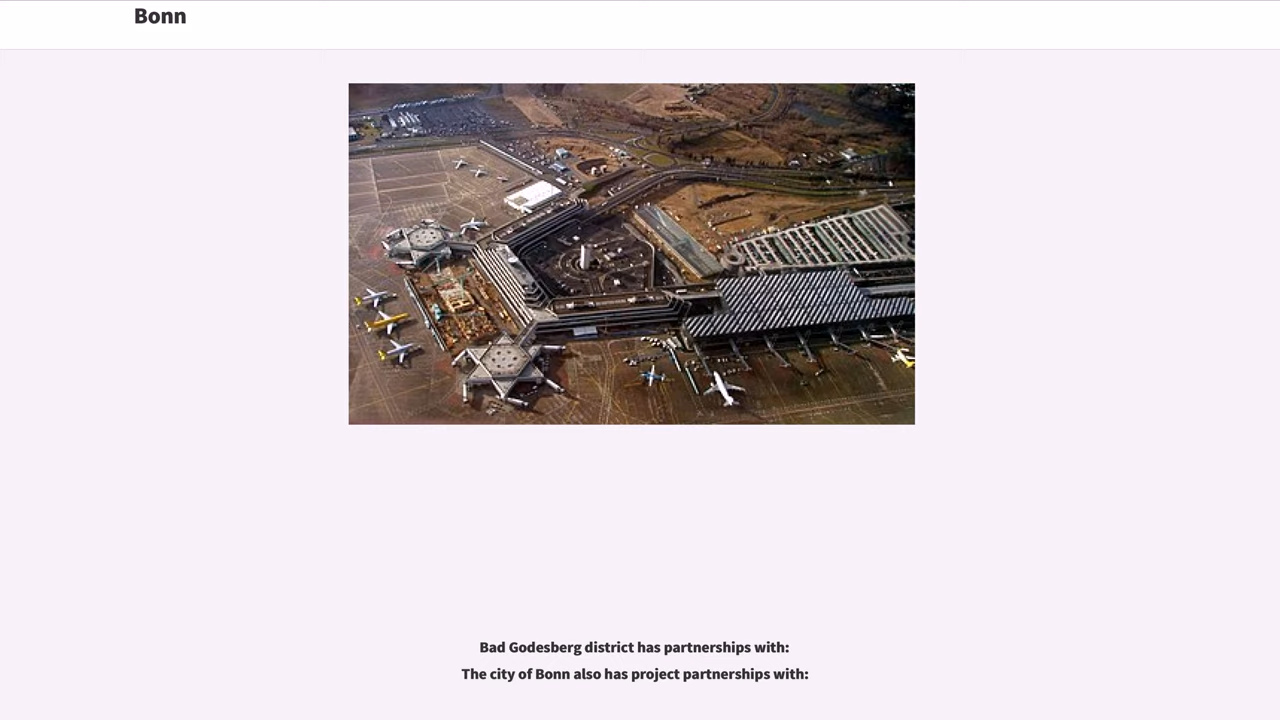 Bonn
Bad Godesberg district has partnerships with:
The city of Bonn also has project partnerships with: